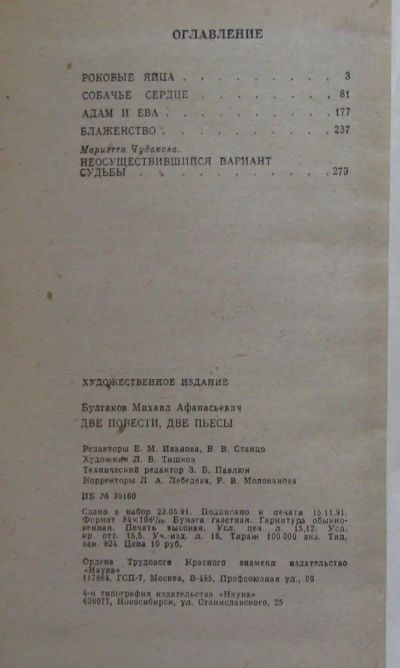 ОГЛАВЛЕНИЕ
РОКОВЫЕ ЯЙЦА . . . . . . . . . 3
СОБАЧЬЕ СЕРДЦЕ . . . . . . . . 81
АДАМ И ЕВА . . . . . . . . . . 177
БЛАЖЕНСТВО . . . . . . . . . . 237
Мариэтта Чудакова.
НЕОСУЩЕСТВИВШИЙСЯ ВАРИАНТ
СУДЬБЫ . . . . . . . . . . . 279
ХУДОЖЕСТВЕННОЕ ИЗДАНИЕ
Булгаков Михаил Афанасьевич
ДВЕ ПОВЕСТИ, ДВЕ ПЬЕСЫ
Редакторы Е. М. Иванова, В. В. Станцо
Художник Л. В. Тишков
Технический редактор З. Б. Павлюк
Корректоры Л. А. Лебедева, Р. В. Молоканова
ИБ № 39160
Сдано в набор 23.05.91. Подписано к печати 15.11.91.
Формат 84×108¹/₃₂. Бумага газетная. Гарнитура обыкно-
венная. Печать высокая. Усл. печ. л. 15,12. Усл.
кр. отт. 15,5. Уч.-изд. л. 16. Тираж 100 000 экз. Тип.
зак. 824. Цена 10 руб.
Ордена Трудового Красного знамени издательство
«Наука»
117864, ГСП-7, Москва, В-485, Профсоюзная ул., 90
4-я типография издательства «Наука»
630077, Новосибирск, ул. Станиславского, 25